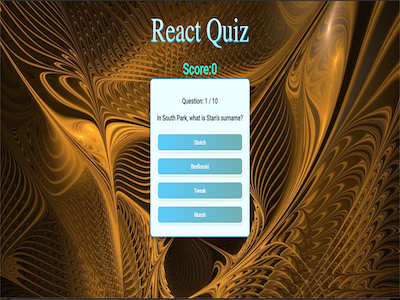 React Quiz
Score:0
Question: 1 / 10
In South Park, what is Stan's surname?
Stotch
Broflovski
Tweak
Marsh